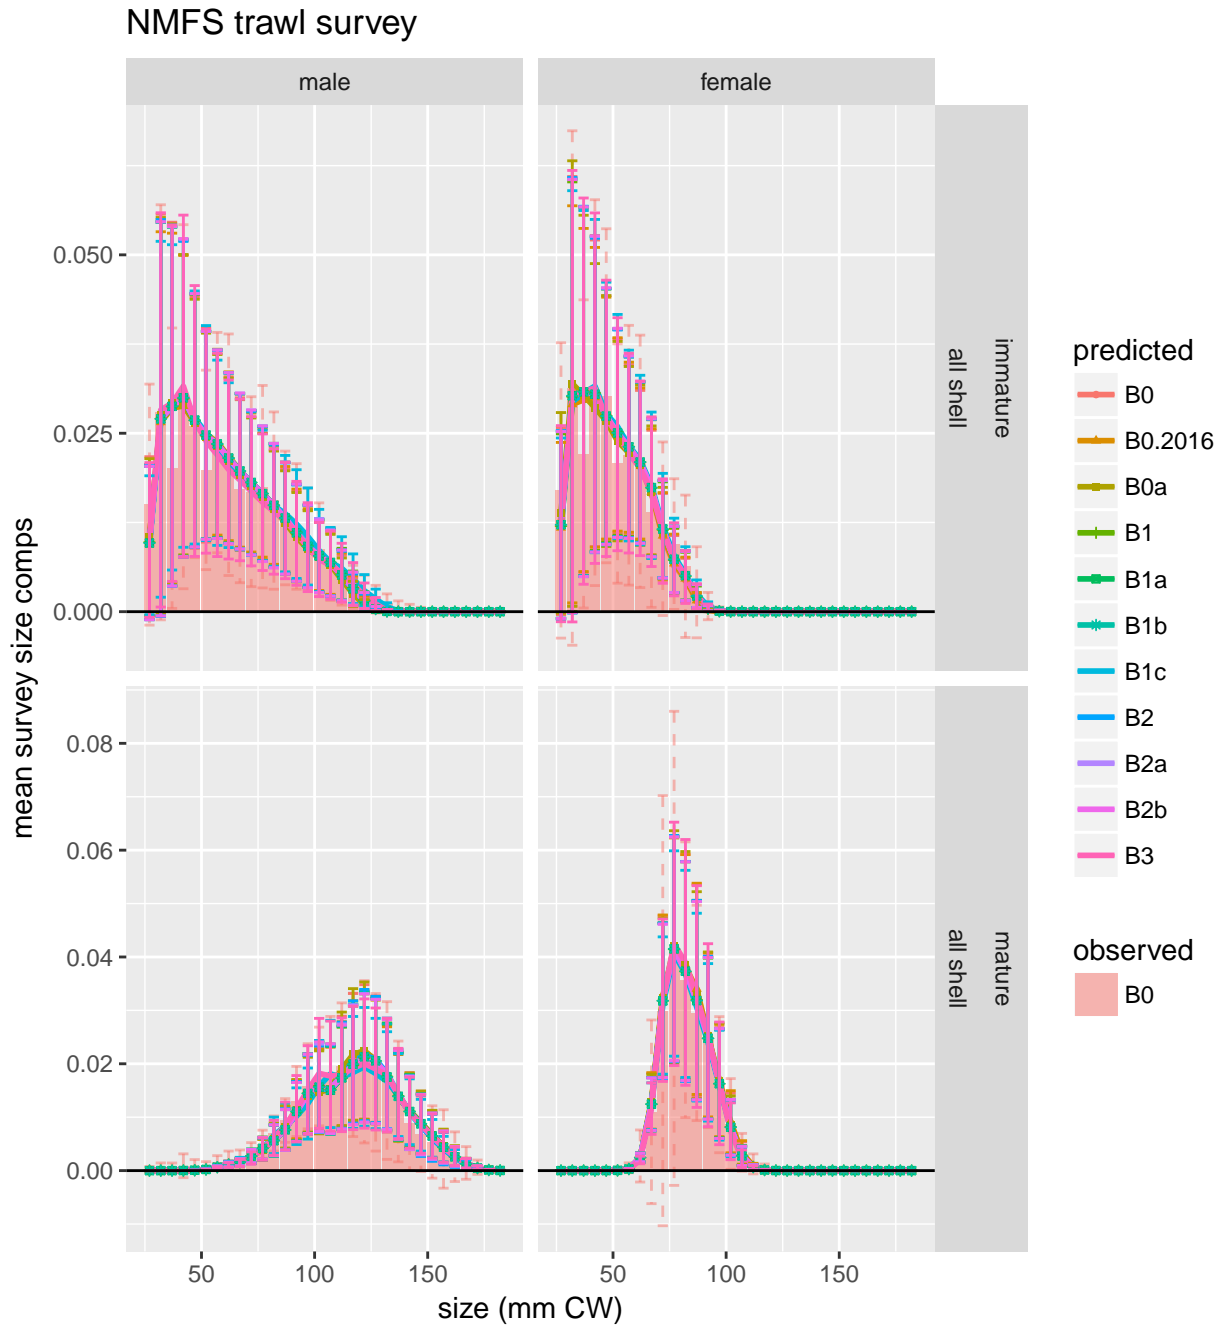 NMFS trawl survey
male
female
0.050
0.025
0.000
immature
all shell
0.08
0.06
0.04
0.02
0.00
mature
all shell
mean survey size comps
50
100
150
50
100
150
size (mm CW)
predicted
B0
B0.2016
B0a
B1
B1a
B1b
B1c
B2
B2a
B2b
B3
observed
B0